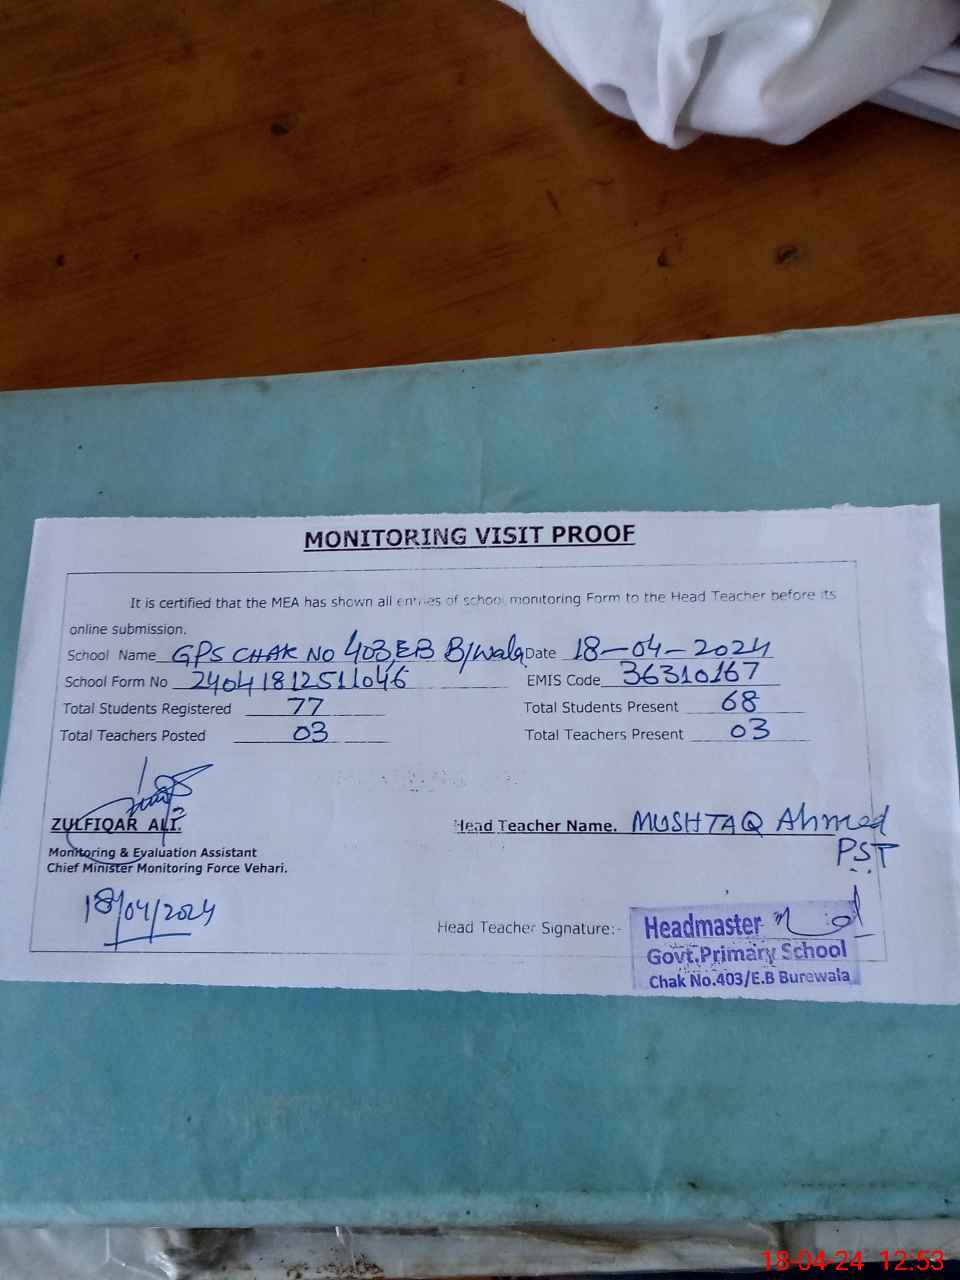 MONITORING VISIT PROOF
It is certified that the MEA has shown all entries of school monitoring Form to the Head Teacher before its
online submission.
School Name GPS CHAK NO 403,EB B/wala Date 18-04-2024
School Form No 24041812511046 EMIS Code 36310167
Total Students Registered 77 Total Students Present 68
Total Teachers Posted 03 Total Teachers Present 03
ZULFIQAR ALI. Head Teacher Name. MUSHTAQ Ahmed
PST
Monitoring & Evaluation Assistant
Chief Minister Monitoring Force Vehari.
18/04/2024
Head Teacher Signature:-
Headmaster
Govt.Primary School
Chak No.403/E.B Burewala
18-04-24 12:53